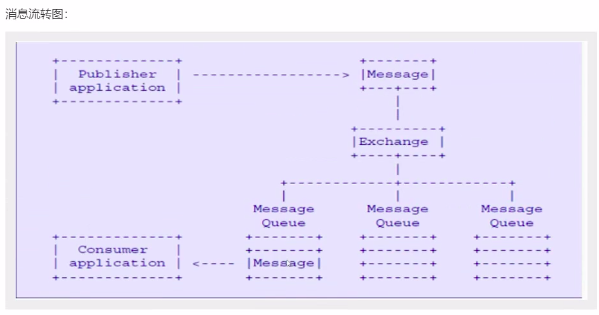 消息流转图:
Publisher application
Message
Exchange
Message Queue
Message Queue
Message Queue
Consumer application
Message